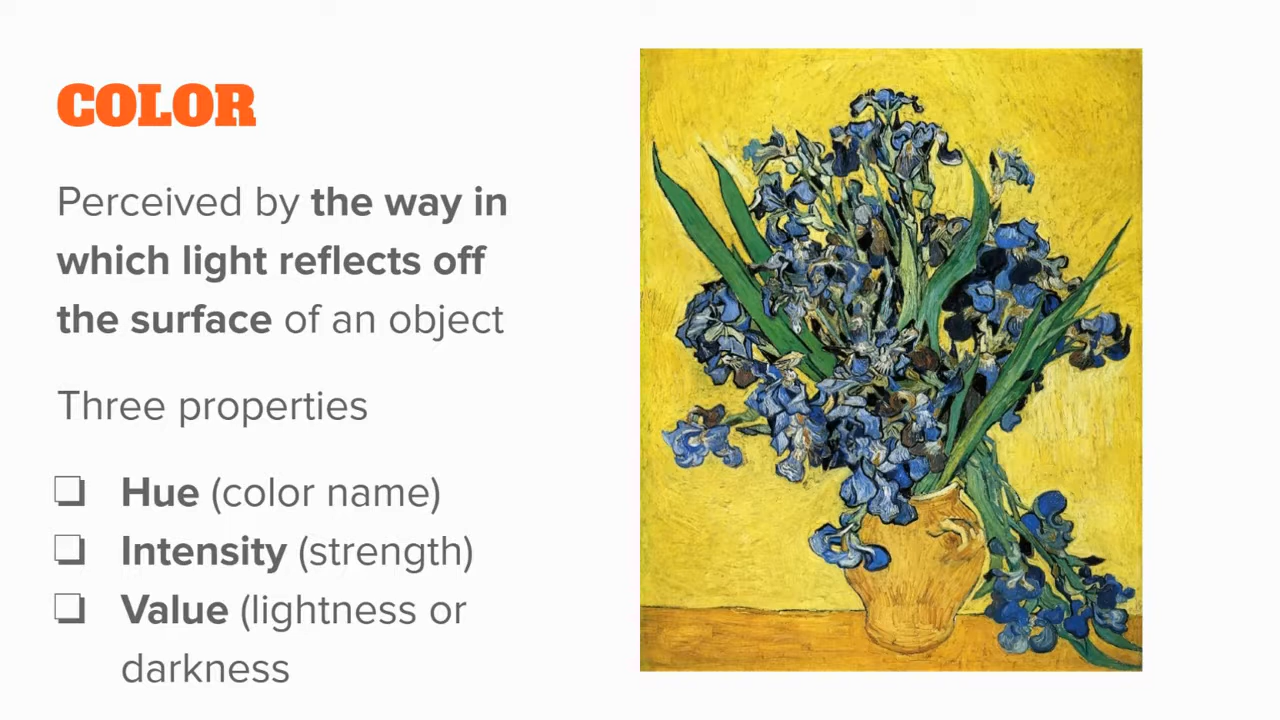 COLOR
Perceived by the way in
which light reflects off
the surface of an object
Three properties
❏ Hue (color name)
❏ Intensity (strength)
❏ Value (lightness or
darkness